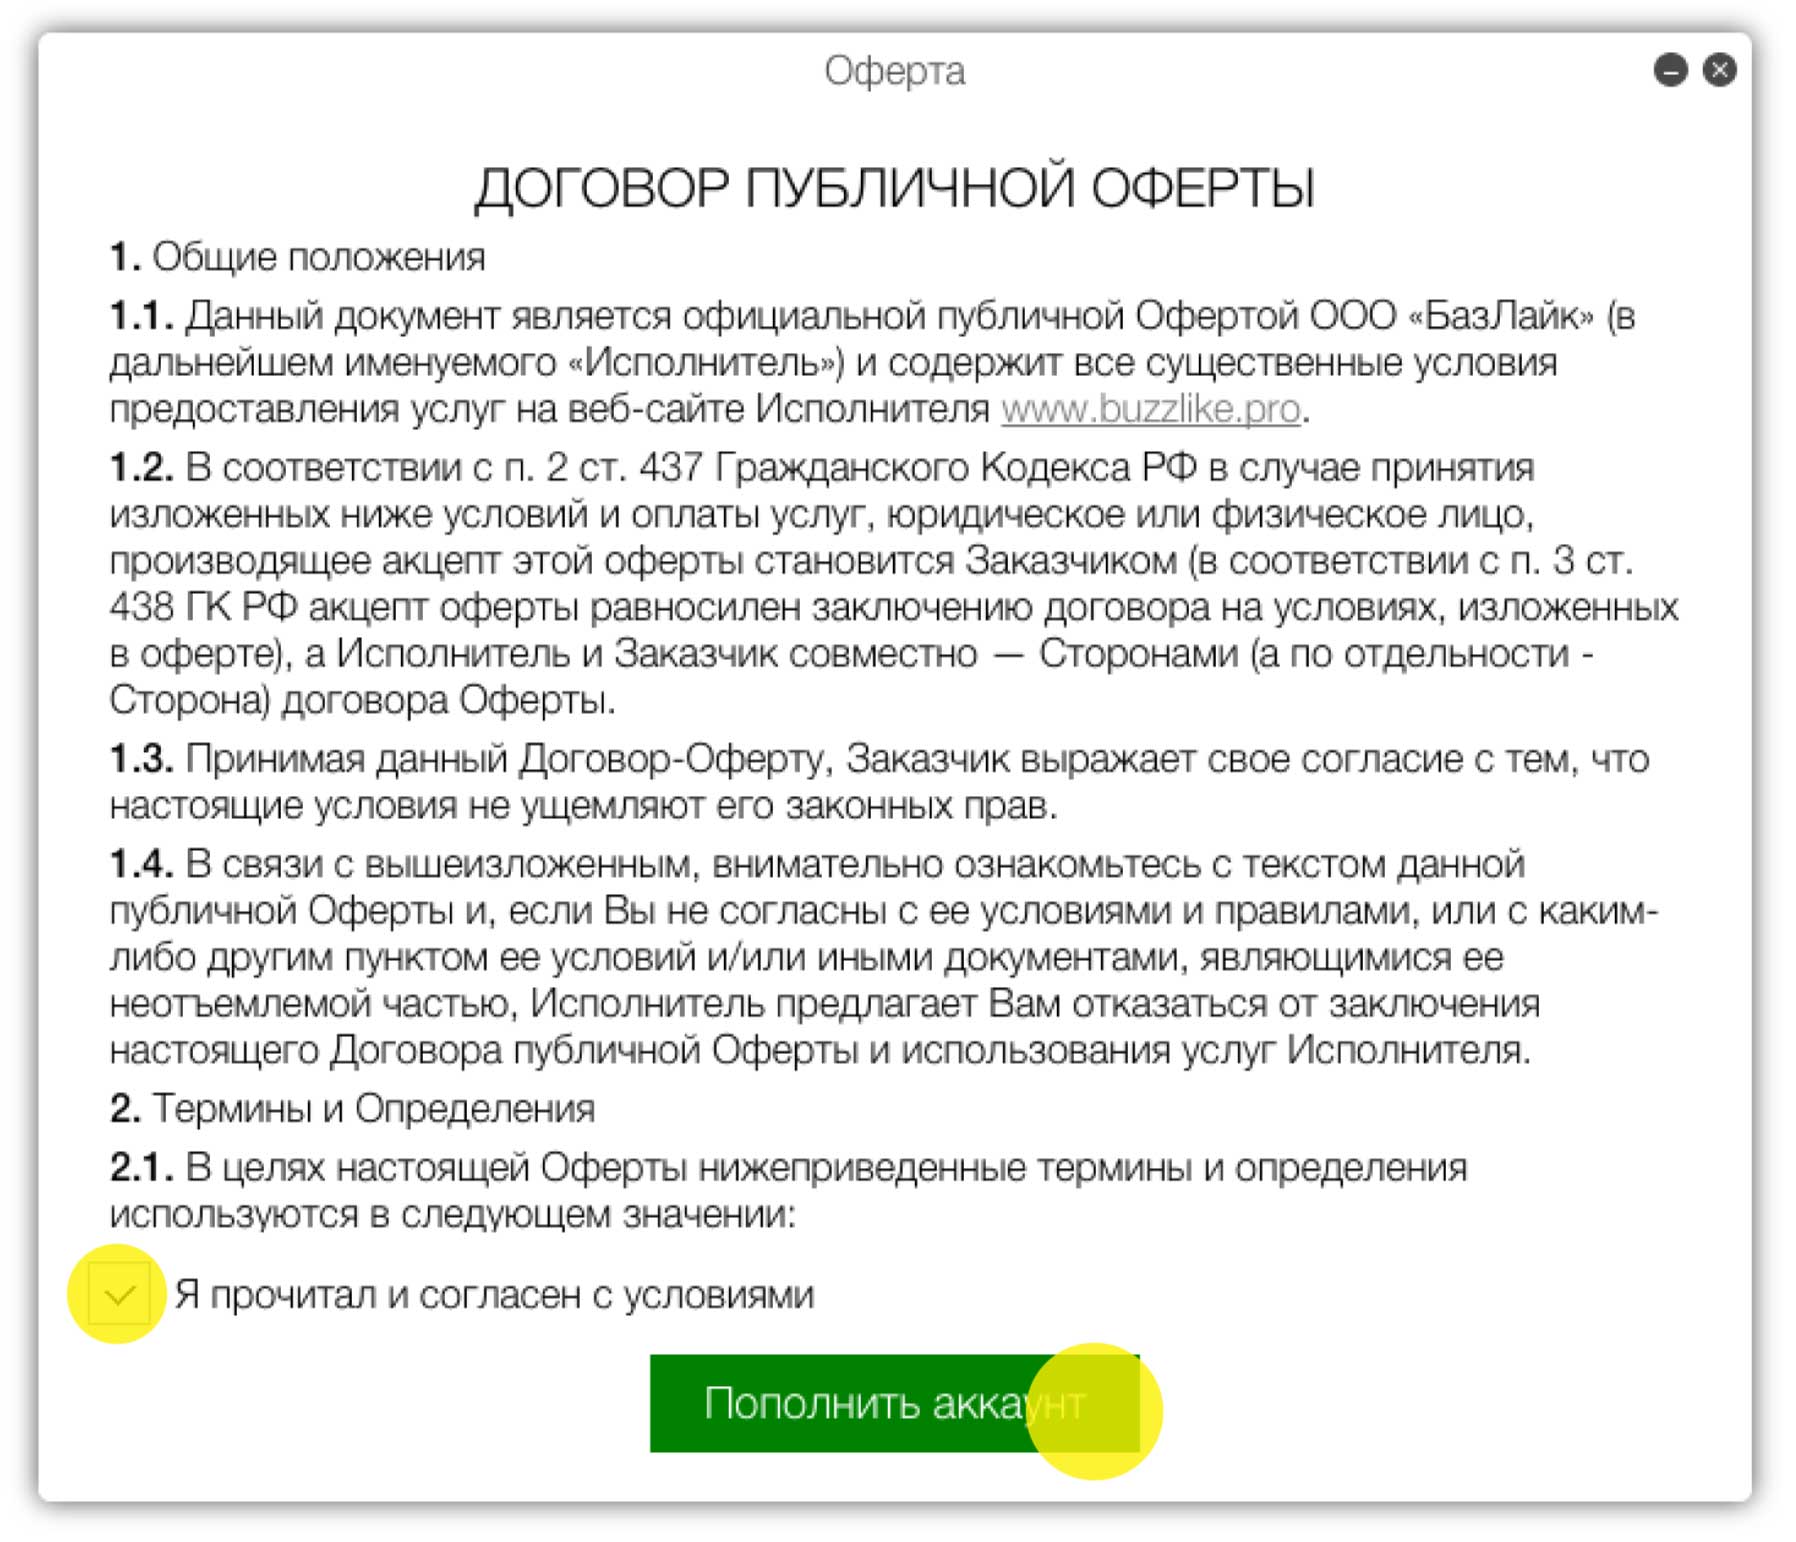 Оферта
ДОГОВОР ПУБЛИЧНОЙ ОФЕРТЫ
1. Общие положения
1.1. Данный документ является официальной публичной Офертой ООО «БазЛайк» (в
дальнейшем именуемого «Исполнитель») и содержит все существенные условия
предоставления услуг на веб-сайте Исполнителя www.buzzlike.pro.
1.2. В соответствии с п. 2 ст. 437 Гражданского Кодекса РФ в случае принятия
изложенных ниже условий и оплаты услуг, юридическое или физическое лицо,
производящее акцепт этой оферты становится Заказчиком (в соответствии с п. 3 ст.
438 ГК РФ акцепт оферты равносилен заключению договора на условиях, изложенных
в оферте), а Исполнитель и Заказчик совместно — Сторонами (а по отдельности -
Сторона) договора Оферты.
1.3. Принимая данный Договор-Оферту, Заказчик выражает свое согласие с тем, что
настоящие условия не ущемляют его законных прав.
1.4. В связи с вышеизложенным, внимательно ознакомьтесь с текстом данной
публичной Оферты и, если Вы не согласны с ее условиями и правилами, или с каким-
либо другим пунктом ее условий и/или иными документами, являющимися ее
неотъемлемой частью, Исполнитель предлагает Вам отказаться от заключения
настоящего Договора публичной Оферты и использования услуг Исполнителя.
2. Термины и Определения
2.1. В целях настоящей Оферты нижеприведенные термины и определения
используются в следующем значении:
Я прочитал и согласен с условиями
Пополнить аккаунт